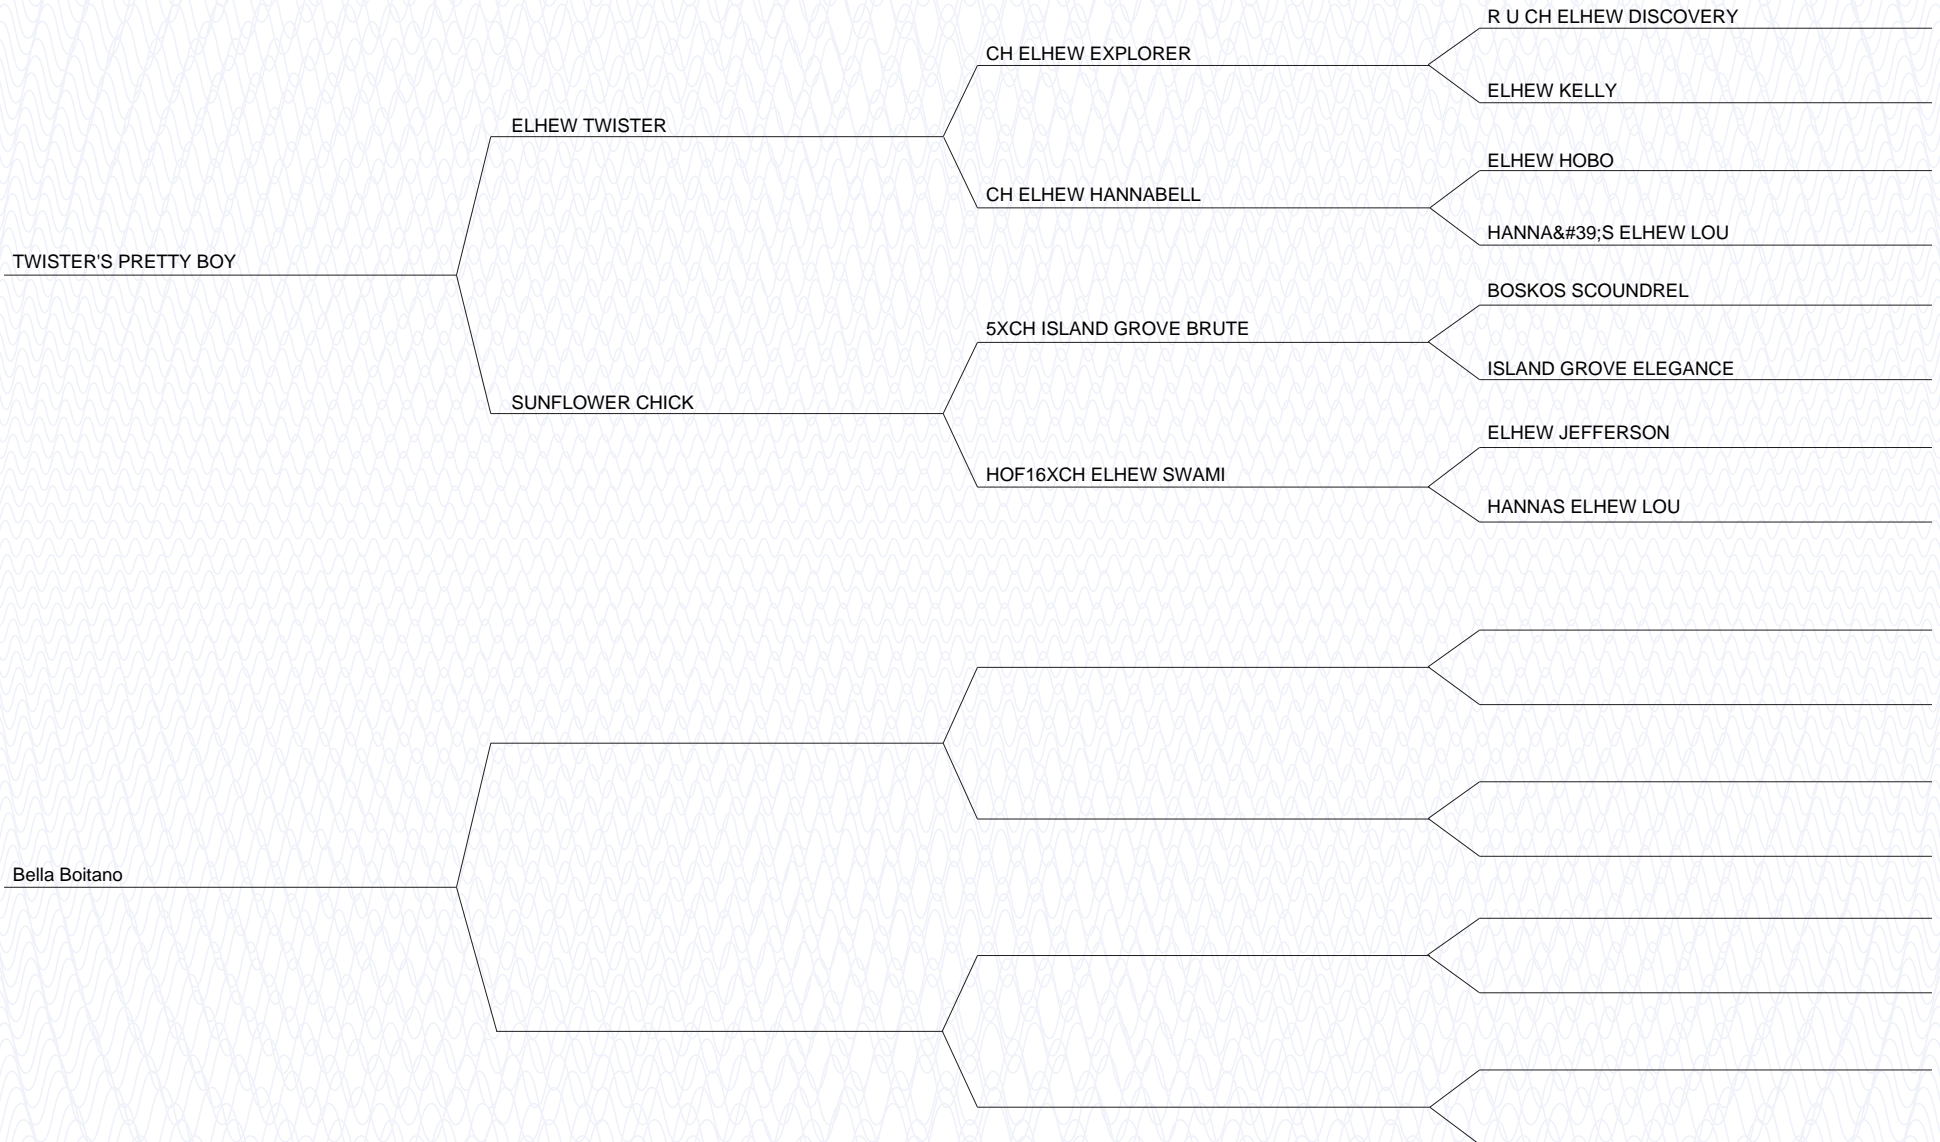 R U CH ELHEW DISCOVERY
CH ELHEW EXPLORER
ELHEW KELLY
ELHEW TWISTER
ELHEW HOBO
CH ELHEW HANNABELL
HANNA&#39;S ELHEW LOU
TWISTER'S PRETTY BOY
BOSKOS SCOUNDREL
5XCH ISLAND GROVE BRUTE
ISLAND GROVE ELEGANCE
SUNFLOWER CHICK
ELHEW JEFFERSON
HOF16XCH ELHEW SWAMI
HANNAS ELHEW LOU
Bella Boitano